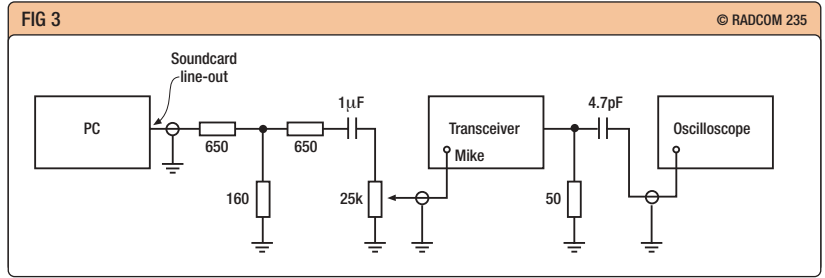 FIG 3
© RADCOM 235
Soundcard
line-out
1µF
4.7pF
PC
Transceiver
Oscilloscope
Mike
650
650
160
25k
50